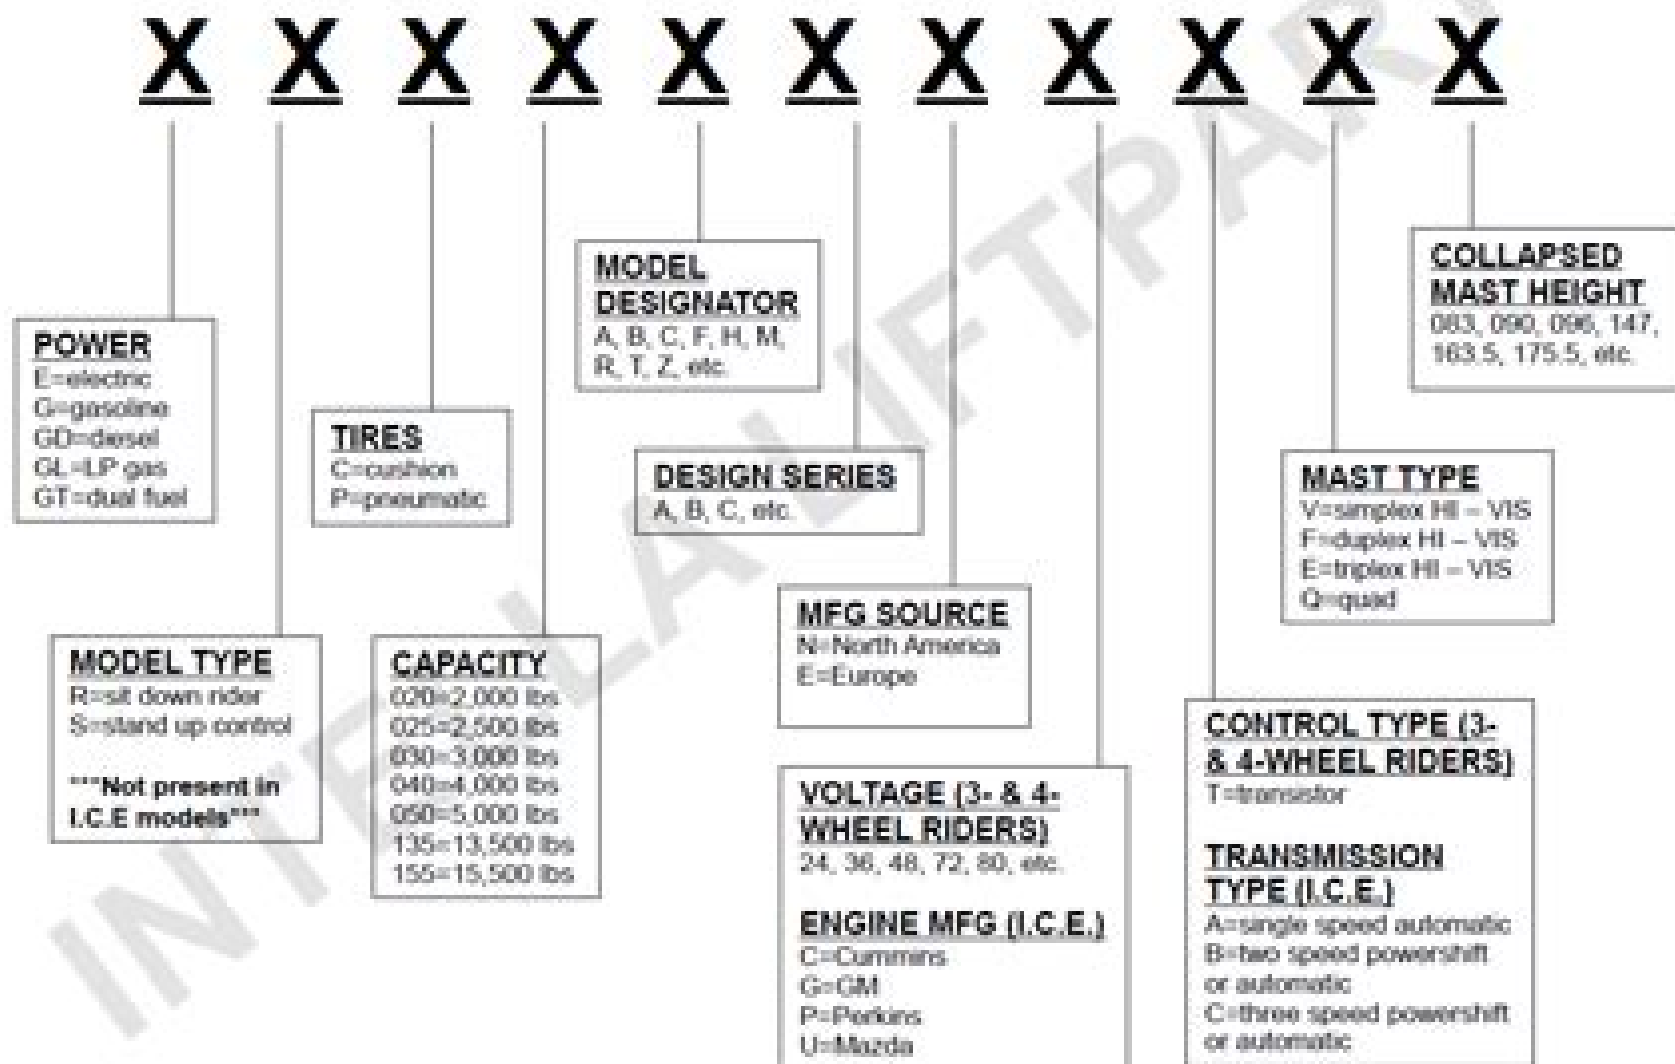 X X X X X X X X X X X
POWER
E=electric
G=gasoline
GD=diesel
GL=LP gas
GT=dual fuel
MODEL TYPE
R=sit down rider
S=stand up control
***Not present in
I.C.E models***
TIRES
C=cushion
P=pneumatic
CAPACITY
020=2,000 lbs
025=2,500 lbs
030=3,000 lbs
040=4,000 lbs
050=5,000 lbs
135=13,500 lbs
155=15,500 lbs
MODEL
DESIGNATOR
A, B, C, F, H, M,
R, T, Z, etc.
DESIGN SERIES
A, B, C, etc.
MFG SOURCE
N=North America
E=Europe
VOLTAGE (3- & 4-
WHEEL RIDERS)
24, 36, 48, 72, 80, etc.
ENGINE MFG (I.C.E.)
C=Cummins
G=GM
P=Perkins
U=Mazda
CONTROL TYPE (3-
& 4-WHEEL RIDERS)
T=transistor
TRANSMISSION
TYPE (I.C.E.)
A=single speed automatic
B=two speed powershift
or automatic
C=three speed powershift
or automatic
MAST TYPE
V=simplex HI – VIS
F=duplex HI – VIS
E=triplex HI – VIS
Q=quad
COLLAPSED
MAST HEIGHT
083, 090, 096, 147,
163.5, 175.5, etc.